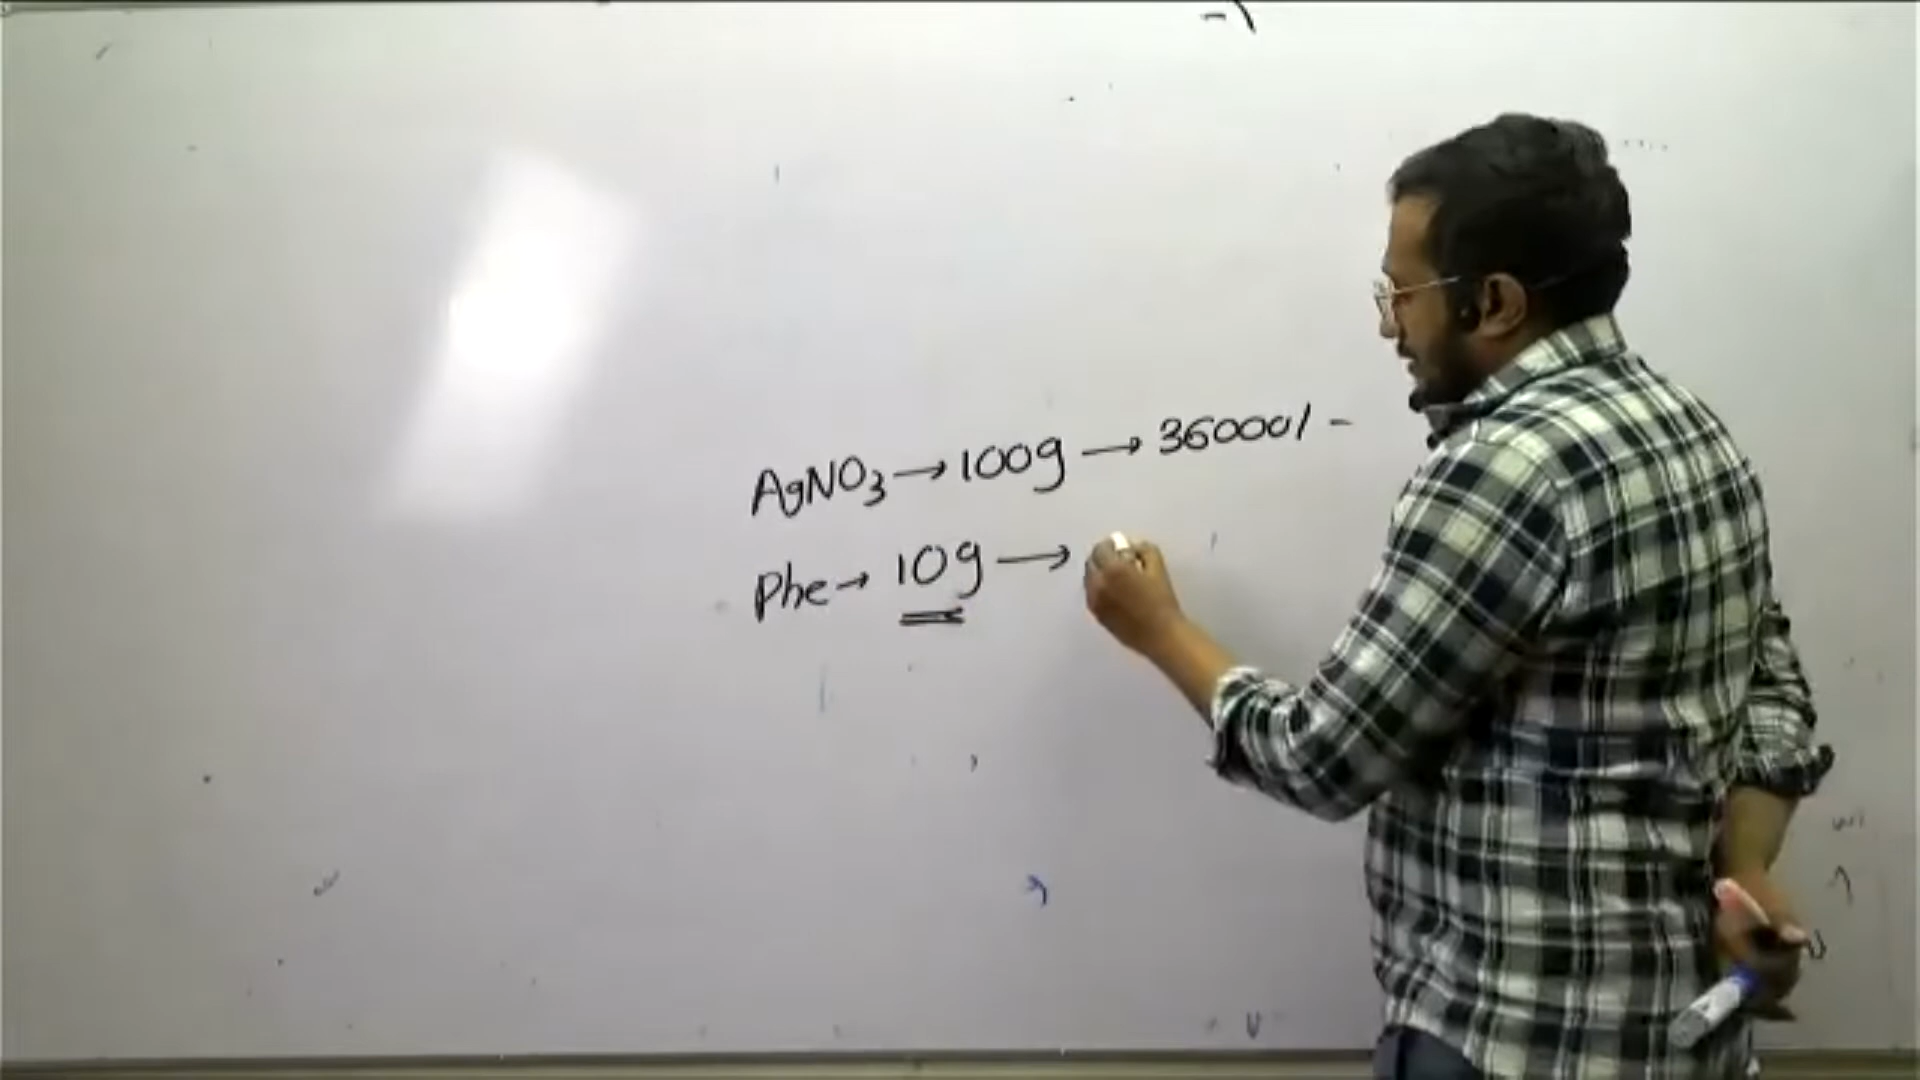 AgNO₃ → 100g → 36000/-
Phe → 10g →